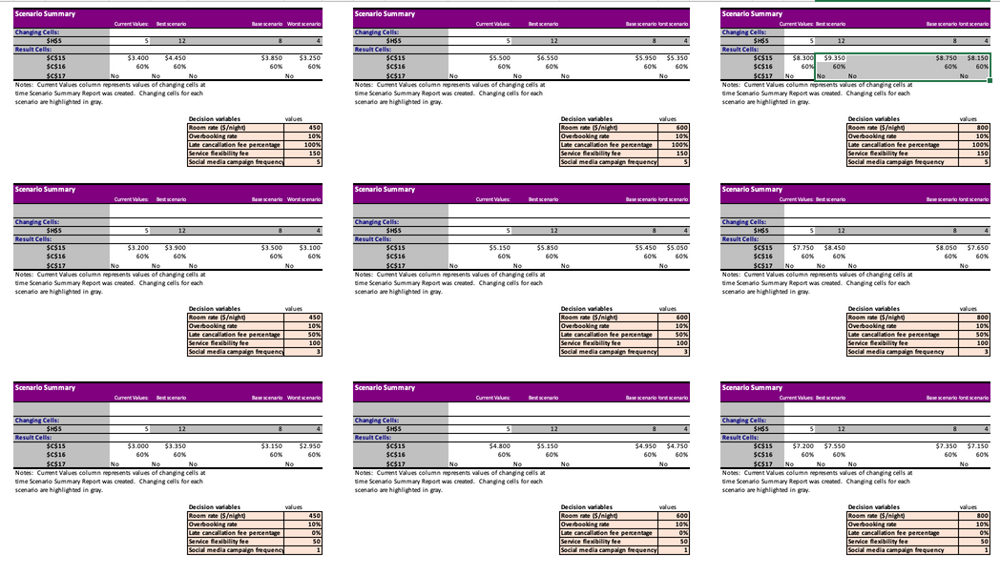 Scenario Summary
Current Values: Best scenario Base scenario Worst scenario
Changing Cells:
$H$5 5 12 8 4
Result Cells:
$C$15 $3.400 $4.450 $3.850 $3.250
$C$16 60% 60% 60% 60%
$C$17 No No No No
Notes: Current Values column represents values of changing cells at
time Scenario Summary Report was created. Changing cells for each
scenario are highlighted in gray.
Decision variables values
Room rate ($/night) 450
Overbooking rate 10%
Late cancallation fee percentage 100%
Service flexibility fee 150
Social media campaign frequency 5
Scenario Summary
Current Values: Best scenario Base scenario orst scenario
Changing Cells:
$H$5 5 12 8 4
Result Cells:
$C$15 $5.500 $6.550 $5.950 $5.350
$C$16 60% 60% 60% 60%
$C$17 No No No No
Notes: Current Values column represents values of changing cells at
time Scenario Summary Report was created. Changing cells for each
scenario are highlighted in gray.
Decision variables values
Room rate ($/night) 600
Overbooking rate 10%
Late cancallation fee percentage 100%
Service flexibility fee 150
Social media campaign frequency 5
Scenario Summary
Current Values: Best scenario Base scenario orst scenario
Changing Cells:
$H$5 5 12 8 4
Result Cells:
$C$15 $8.300 $9.350 $8.750 $8.150
$C$16 60% 60% 60% 60%
$C$17 No No No No
Notes: Current Values column represents values of changing cells at
time Scenario Summary Report was created. Changing cells for each
scenario are highlighted in gray.
Decision variables values
Room rate ($/night) 800
Overbooking rate 10%
Late cancallation fee percentage 100%
Service flexibility fee 150
Social media campaign frequency 5
Scenario Summary
Current Values: Best scenario Base scenario Worst scenario
Changing Cells:
$H$5 5 12 8 4
Result Cells:
$C$15 $3.200 $3.900 $3.500 $3.100
$C$16 60% 60% 60% 60%
$C$17 No No No No
Notes: Current Values column represents values of changing cells at
time Scenario Summary Report was created. Changing cells for each
scenario are highlighted in gray.
Decision variables values
Room rate ($/night) 450
Overbooking rate 10%
Late cancallation fee percentage 50%
Service flexibility fee 100
Social media campaign frequency 3
Scenario Summary
Current Values: Best scenario Base scenario orst scenario
Changing Cells:
$H$5 5 12 8 4
Result Cells:
$C$15 $5.150 $5.850 $5.450 $5.050
$C$16 60% 60% 60% 60%
$C$17 No No No No
Notes: Current Values column represents values of changing cells at
time Scenario Summary Report was created. Changing cells for each
scenario are highlighted in gray.
Decision variables values
Room rate ($/night) 600
Overbooking rate 10%
Late cancallation fee percentage 50%
Service flexibility fee 100
Social media campaign frequency 3
Scenario Summary
Current Values: Best scenario Base scenario orst scenario
Changing Cells:
$H$5 5 12 8 4
Result Cells:
$C$15 $7.750 $8.450 $8.050 $7.650
$C$16 60% 60% 60% 60%
$C$17 No No No No
Notes: Current Values column represents values of changing cells at
time Scenario Summary Report was created. Changing cells for each
scenario are highlighted in gray.
Decision variables values
Room rate ($/night) 800
Overbooking rate 10%
Late cancallation fee percentage 50%
Service flexibility fee 100
Social media campaign frequency 3
Scenario Summary
Current Values: Best scenario Base scenario Worst scenario
Changing Cells:
$H$5 5 12 8 4
Result Cells:
$C$15 $3.000 $3.350 $3.150 $2.950
$C$16 60% 60% 60% 60%
$C$17 No No No No
Notes: Current Values column represents values of changing cells at
time Scenario Summary Report was created. Changing cells for each
scenario are highlighted in gray.
Decision variables values
Room rate ($/night) 450
Overbooking rate 10%
Late cancallation fee percentage 0%
Service flexibility fee 50
Social media campaign frequency 1
Scenario Summary
Current Values: Best scenario Base scenario orst scenario
Changing Cells:
$H$5 5 12 8 4
Result Cells:
$C$15 $4.800 $5.150 $4.950 $4.750
$C$16 60% 60% 60% 60%
$C$17 No No No No
Notes: Current Values column represents values of changing cells at
time Scenario Summary Report was created. Changing cells for each
scenario are highlighted in gray.
Decision variables values
Room rate ($/night) 600
Overbooking rate 10%
Late cancallation fee percentage 0%
Service flexibility fee 50
Social media campaign frequency 1
Scenario Summary
Current Values: Best scenario Base scenario orst scenario
Changing Cells:
$H$5 5 12 8 4
Result Cells:
$C$15 $7.200 $7.550 $7.350 $7.150
$C$16 60% 60% 60% 60%
$C$17 No No No No
Notes: Current Values column represents values of changing cells at
time Scenario Summary Report was created. Changing cells for each
scenario are highlighted in gray.
Decision variables values
Room rate ($/night) 800
Overbooking rate 10%
Late cancallation fee percentage 0%
Service flexibility fee 50
Social media campaign frequency 1